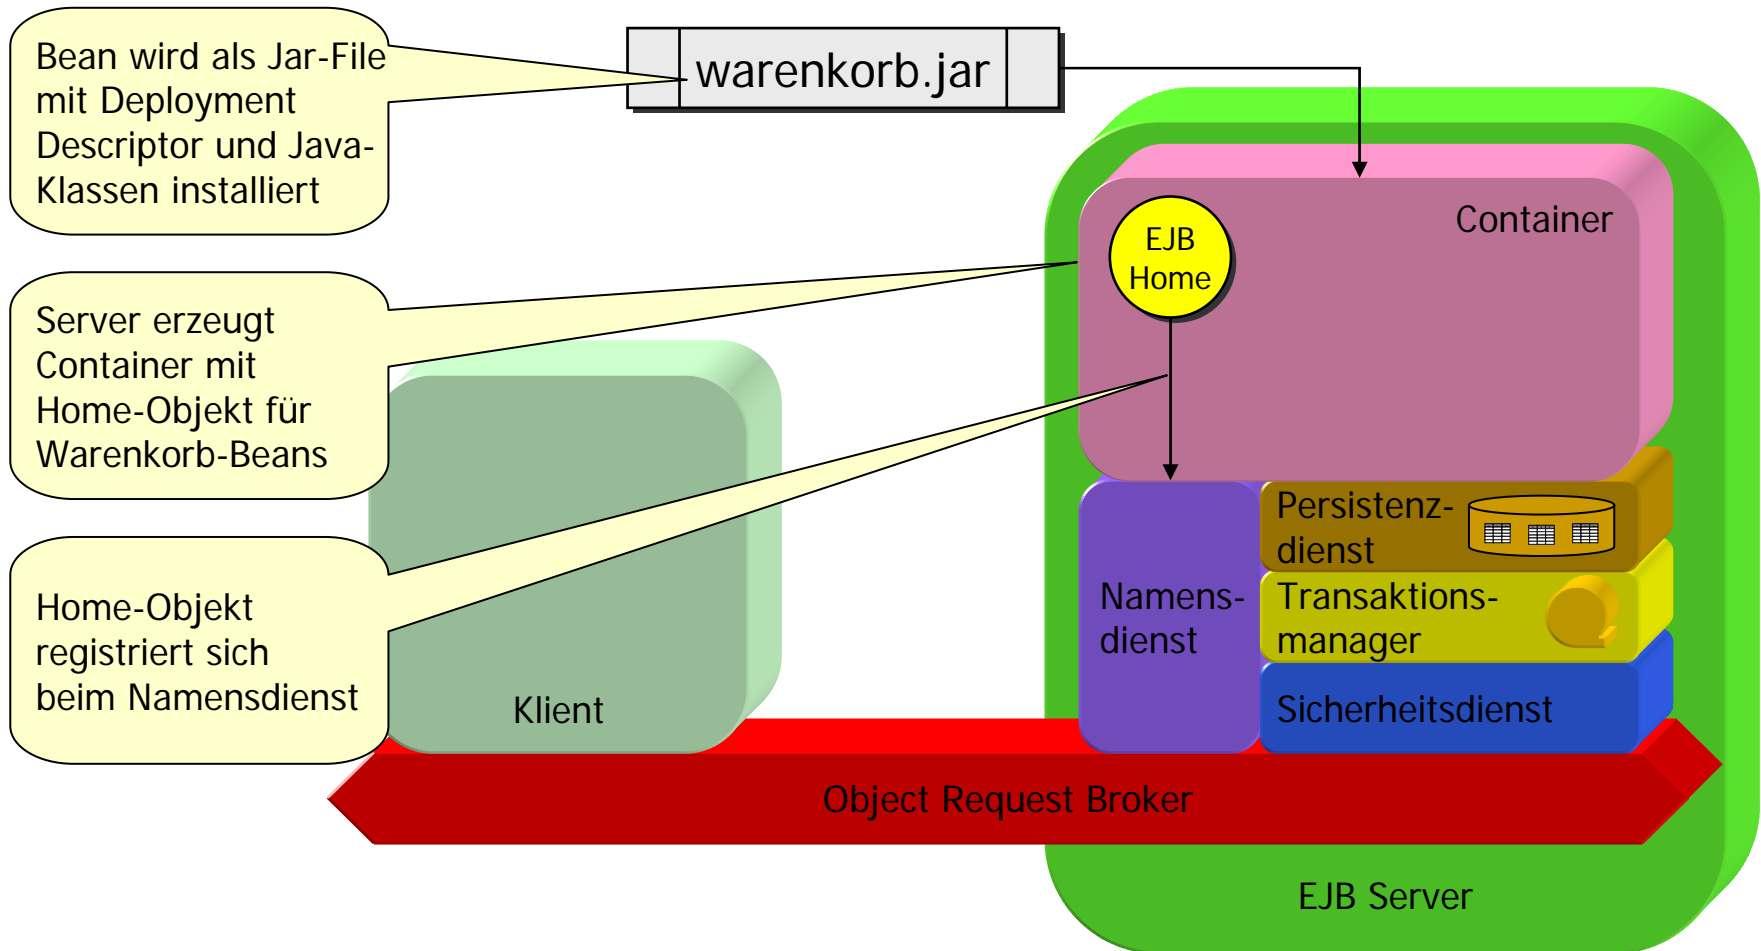 Bean wird als Jar-File
mit Deployment
Descriptor und Java-
Klassen installiert
warenkorb.jar
Server erzeugt
Container mit
Home-Objekt für
Warenkorb-Beans
Home-Objekt
registriert sich
beim Namensdienst
Container
EJB
Home
Klient
Namens-
dienst
Persistenz-
dienst
Transaktions-
manager
Sicherheitsdienst
Object Request Broker
EJB Server